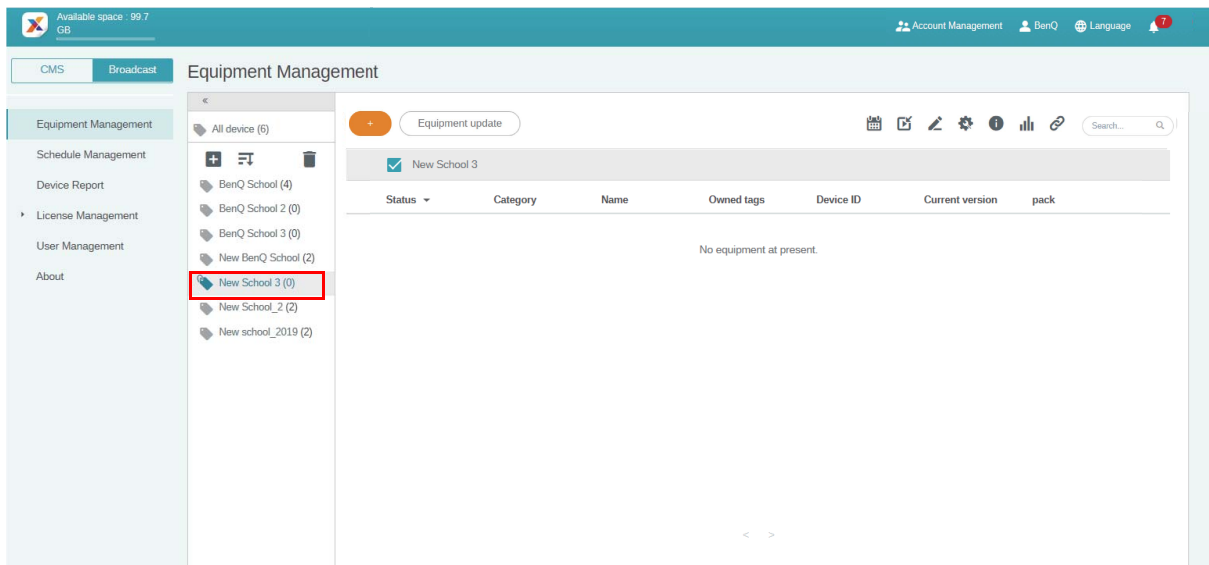 Available space : 99.7
GB
Account Management
BenQ
Language
7
CMS
Broadcast
Equipment Management
Equipment Management
Schedule Management
Device Report
License Management
User Management
About
«
All device (6)
BenQ School (4)
BenQ School 2 (0)
BenQ School 3 (0)
New BenQ School (2)
New School 3 (0)
New School_2 (2)
New school_2019 (2)
+
Equipment update
Search...
New School 3
Status Category Name Owned tags Device ID Current version pack
No equipment at present.
< >